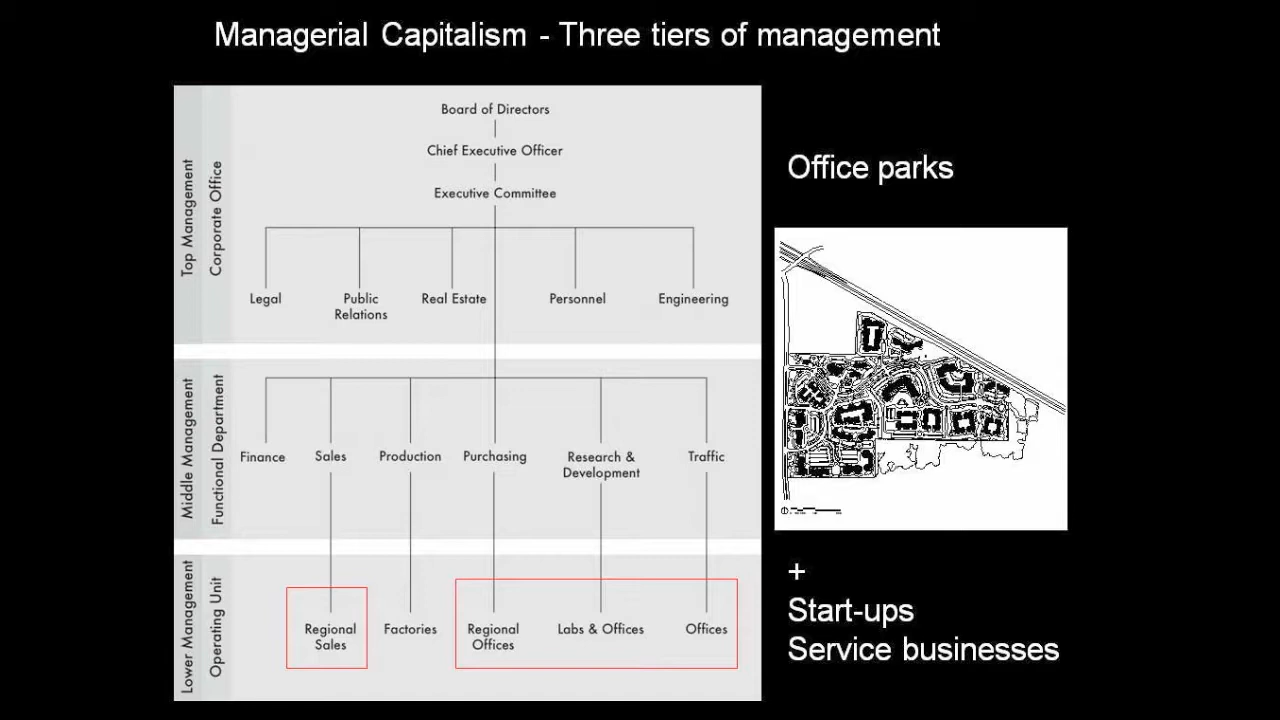 Managerial Capitalism - Three tiers of management
Top Management
Corporate Office
Board of Directors
Chief Executive Officer
Executive Committee
Legal
Public
Relations
Real Estate
Personnel
Engineering
Middle Management
Functional Department
Finance
Sales
Production
Purchasing
Research &
Development
Traffic
Lower Management
Operating Unit
Regional
Sales
Factories
Regional
Offices
Labs & Offices
Offices
Office parks
+
Start-ups
Service businesses